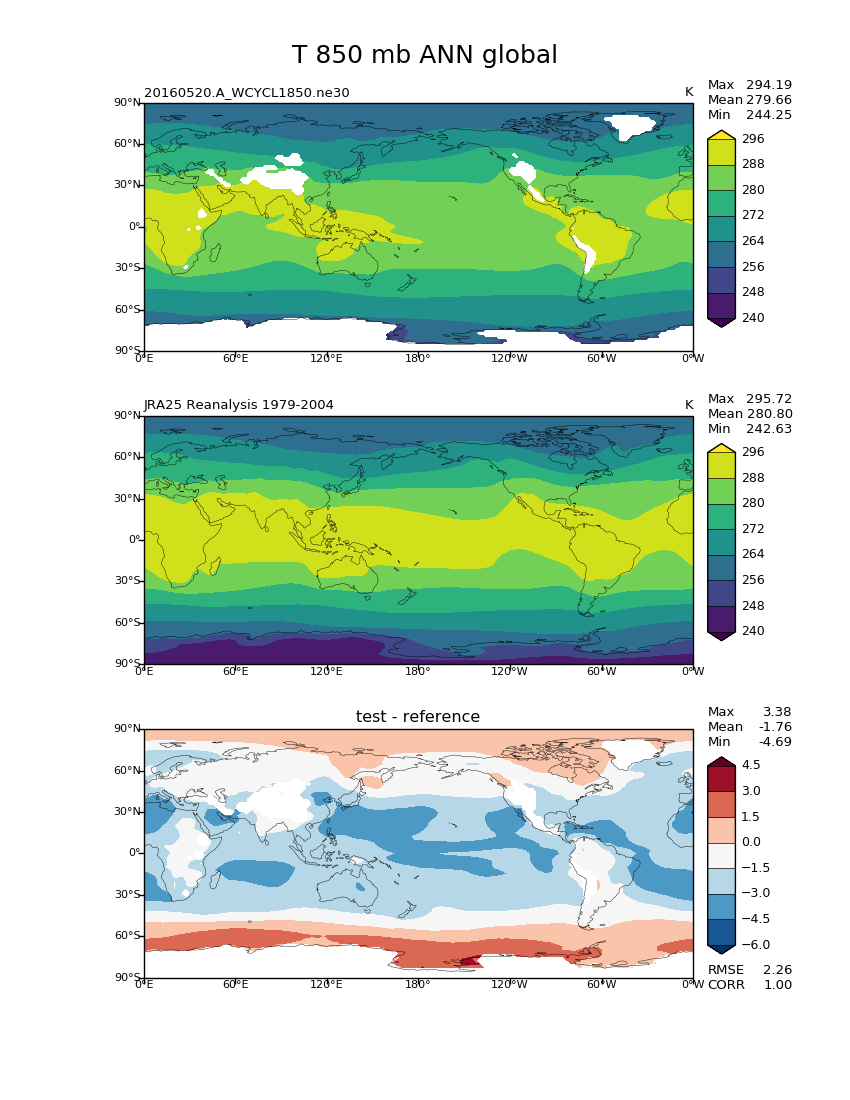 T 850 mb ANN global
20160520.A_WCYCL1850.ne30
K
Max 294.19
Mean 279.66
Min 244.25
90°N
60°N
30°N
0°
30°S
60°S
90°S
0°E 60°E 120°E 180° 120°W 60°W 0°W
296
288
280
272
264
256
248
240
JRA25 Reanalysis 1979-2004
K
Max 295.72
Mean 280.80
Min 242.63
90°N
60°N
30°N
0°
30°S
60°S
90°S
0°E 60°E 120°E 180° 120°W 60°W 0°W
296
288
280
272
264
256
248
240
test - reference
Max 3.38
Mean -1.76
Min -4.69
90°N
60°N
30°N
0°
30°S
60°S
90°S
0°E 60°E 120°E 180° 120°W 60°W 0°W
4.5
3.0
1.5
0.0
−1.5
−3.0
−4.5
−6.0
RMSE 2.26
CORR 1.00